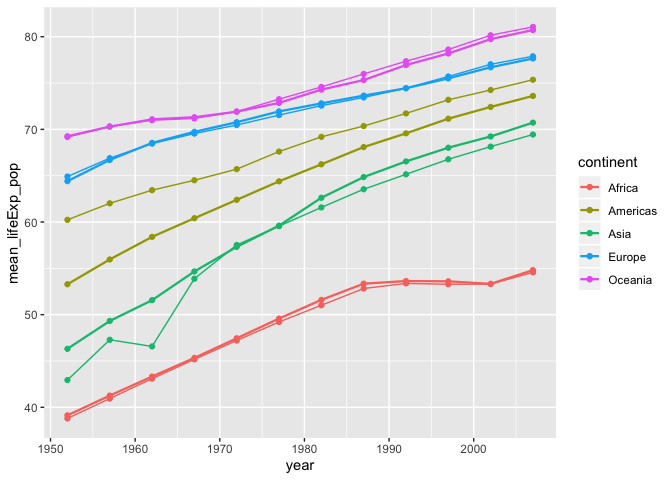 80
70
60
50
40
mean_lifeExp_pop
1950 1960 1970 1980 1990 2000
year
continent
Africa
Americas
Asia
Europe
Oceania